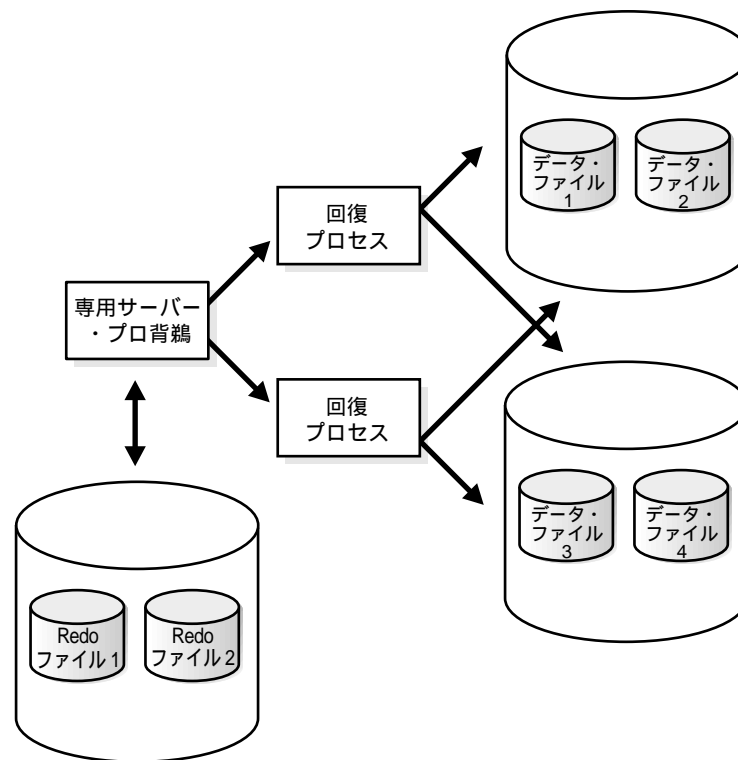 データ・
ファイル
1
データ・
ファイル
2
回復
プロセス
専用サーバー
・プロ背鵜
回復
プロセス
データ・
ファイル
3
データ・
ファイル
4
Redo
ファイル1
Redo
ファイル2